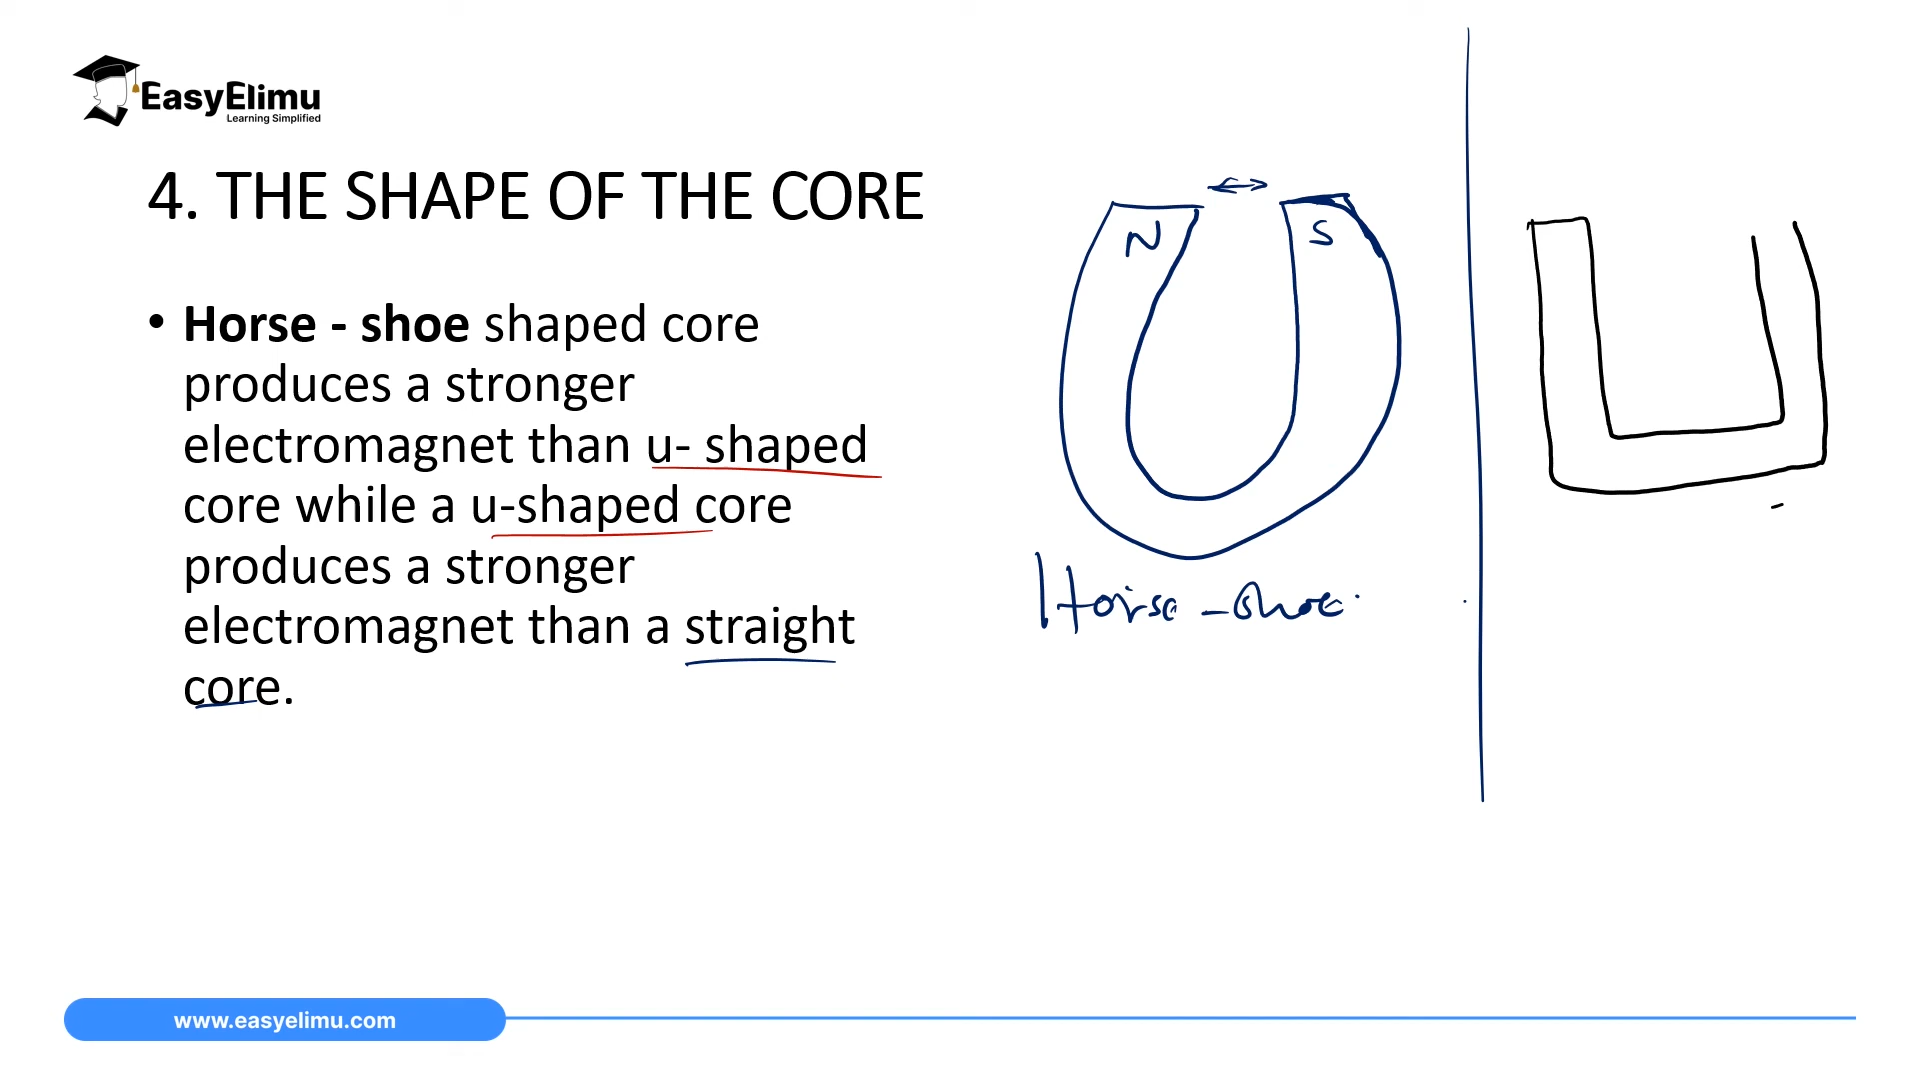 EasyElimu
Learning Simplified
4. THE SHAPE OF THE CORE
• Horse - shoe shaped core
produces a stronger
electromagnet than u- shaped
core while a u-shaped core
produces a stronger
electromagnet than a straight
core.
N
S
Horse - shoe
www.easyelimu.com